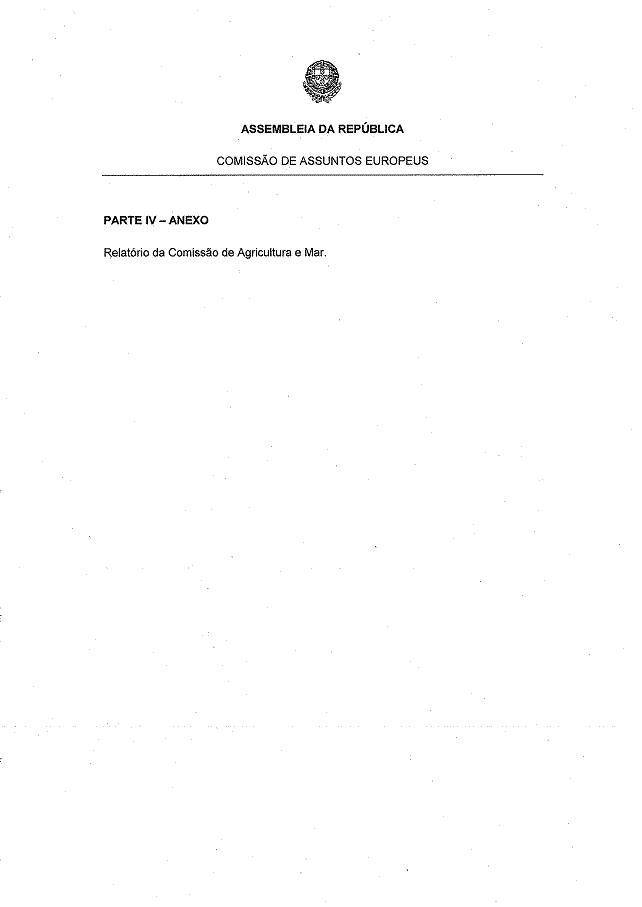 ASSEMBLEIA DA REPÚBLICA
COMISSÃO DE ASSUNTOS EUROPEUS
PARTE IV – ANEXO
Relatório da Comissão de Agricultura e Mar.